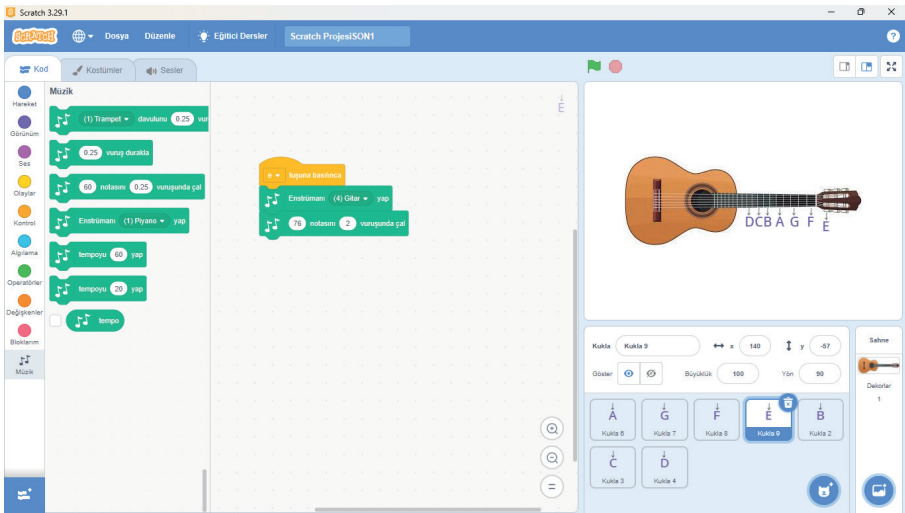 Scratch 3.29.1
SCRATCH
Dosya Düzenle Eğitici Dersler Scratch ProjesiSON1
?
Kod Kostümler Sesler
Hareket
Görünüm
Ses
Olaylar
Kontrol
Algılama
Operatörler
Değişkenler
Bloklarım
Müzik
Müzik
(1) Trampet davulunu 0.25 vur
0.25 vuruş durakla
60 notasını 0.25 vuruşunda çal
Enstrümanı (1) Piyano yap
tempoyu 60 yap
tempoyu 20 yap
tempo
E
e tuşuna basılınca
Enstrümanı (4) Gitar yap
76 notasını 2 vuruşunda çal
DCB A G F E
Kukla Kukla 9 x 140 y -57
Göster Büyüklük 100 Yön 90
A G F E B
Kukla 6 Kukla 7 Kukla 8 Kukla 9 Kukla 2
C D
Kukla 3 Kukla 4
Sahne
Dekorlar
1